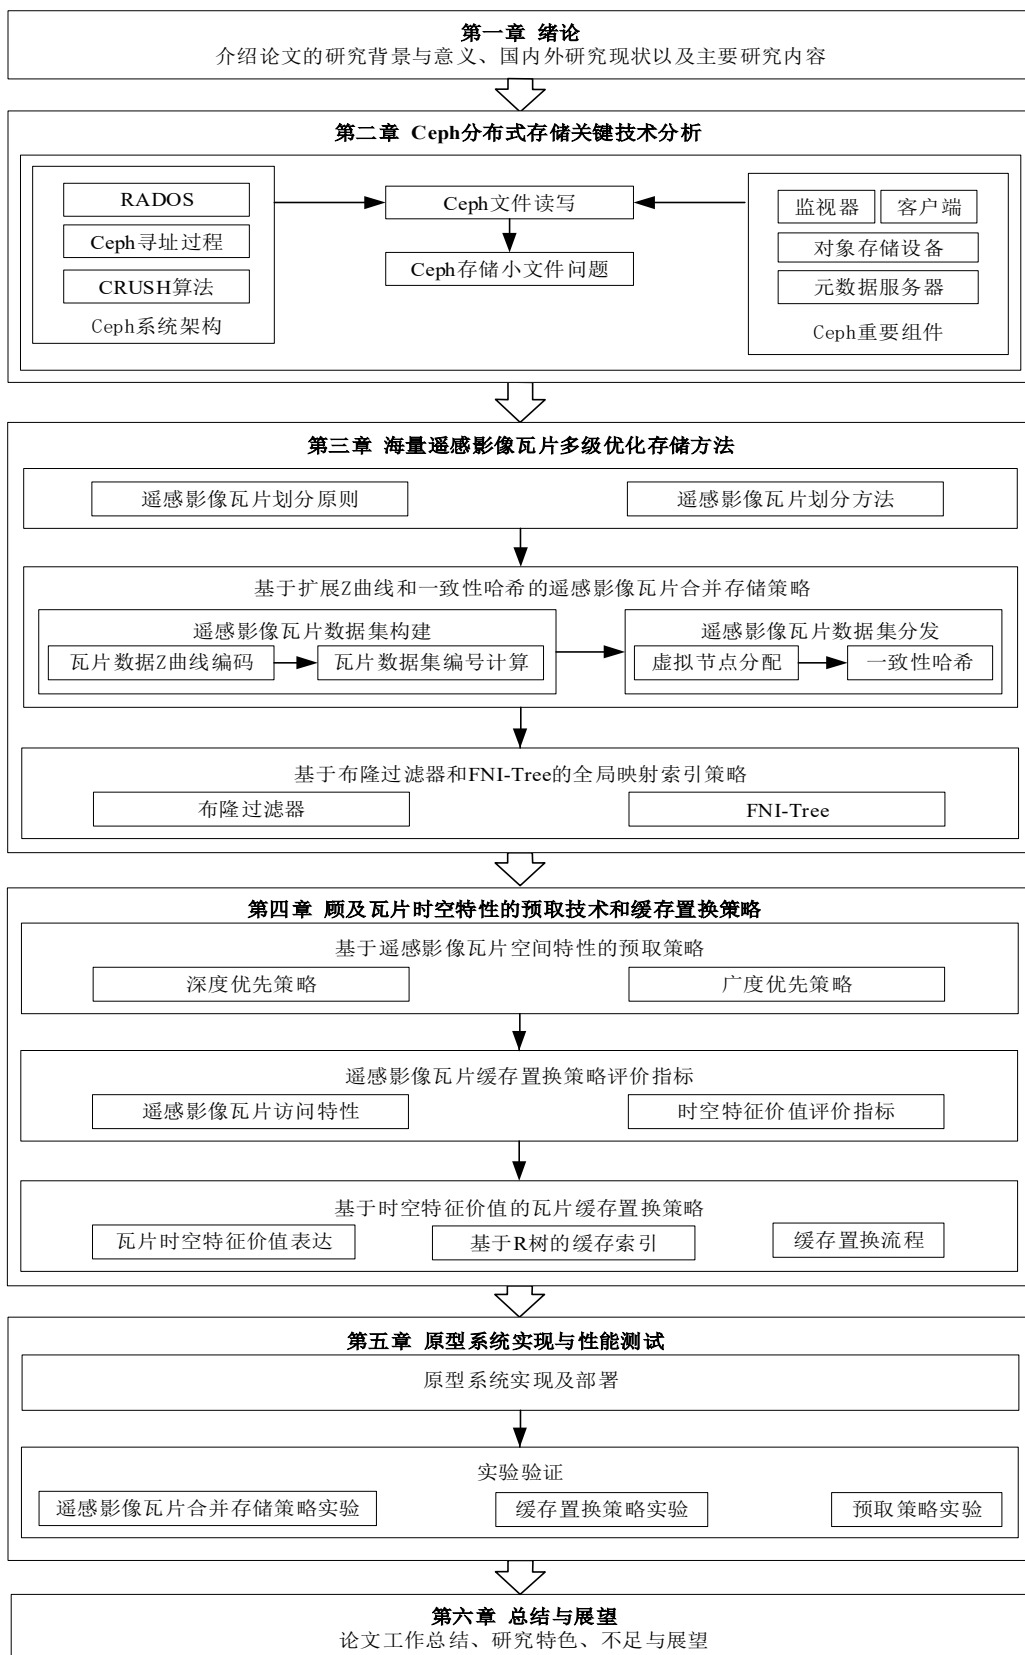 第一章 绪论
介绍论文的研究背景与意义、国内外研究现状以及主要研究内容
第二章 Ceph分布式存储关键技术分析
RADOS
Ceph寻址过程
CRUSH算法
Ceph系统架构
Ceph文件读写
Ceph存储小文件问题
监视器
客户端
对象存储设备
元数据服务器
Ceph重要组件
第三章 海量遥感影像瓦片多级优化存储方法
遥感影像瓦片划分原则
遥感影像瓦片划分方法
基于扩展Z曲线和一致性哈希的遥感影像瓦片合并存储策略
遥感影像瓦片数据集构建
瓦片数据Z曲线编码
瓦片数据集编号计算
遥感影像瓦片数据集分发
虚拟节点分配
一致性哈希
基于布隆过滤器和FNI-Tree的全局映射索引策略
布隆过滤器
FNI-Tree
第四章 顾及瓦片时空特性的预取技术和缓存置换策略
基于遥感影像瓦片空间特性的预取策略
深度优先策略
广度优先策略
遥感影像瓦片缓存置换策略评价指标
遥感影像瓦片访问特性
时空特征价值评价指标
基于时空特征价值的瓦片缓存置换策略
瓦片时空特征价值表达
基于R树的缓存索引
缓存置换流程
第五章 原型系统实现与性能测试
原型系统实现及部署
实验验证
遥感影像瓦片合并存储策略实验
缓存置换策略实验
预取策略实验
第六章 总结与展望
论文工作总结、研究特色、不足与展望